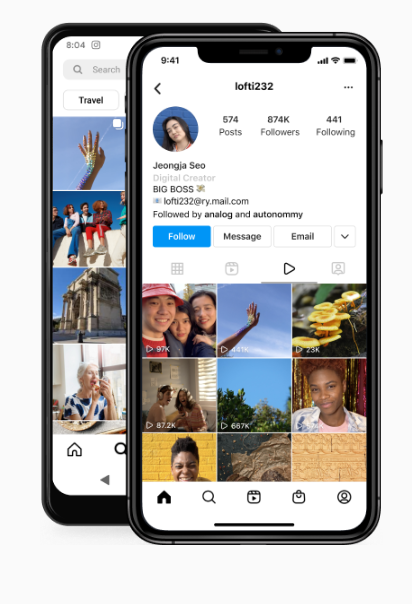 8:04
Search
Travel
9:41
lofti232
574 874K 441
Posts Followers Following
Jeongja Seo
Digital Creator
BIG BOSS
lofti232@ry.mail.com
Followed by analog and autonommy
Follow Message Email
97K 23K
87.2K 667K